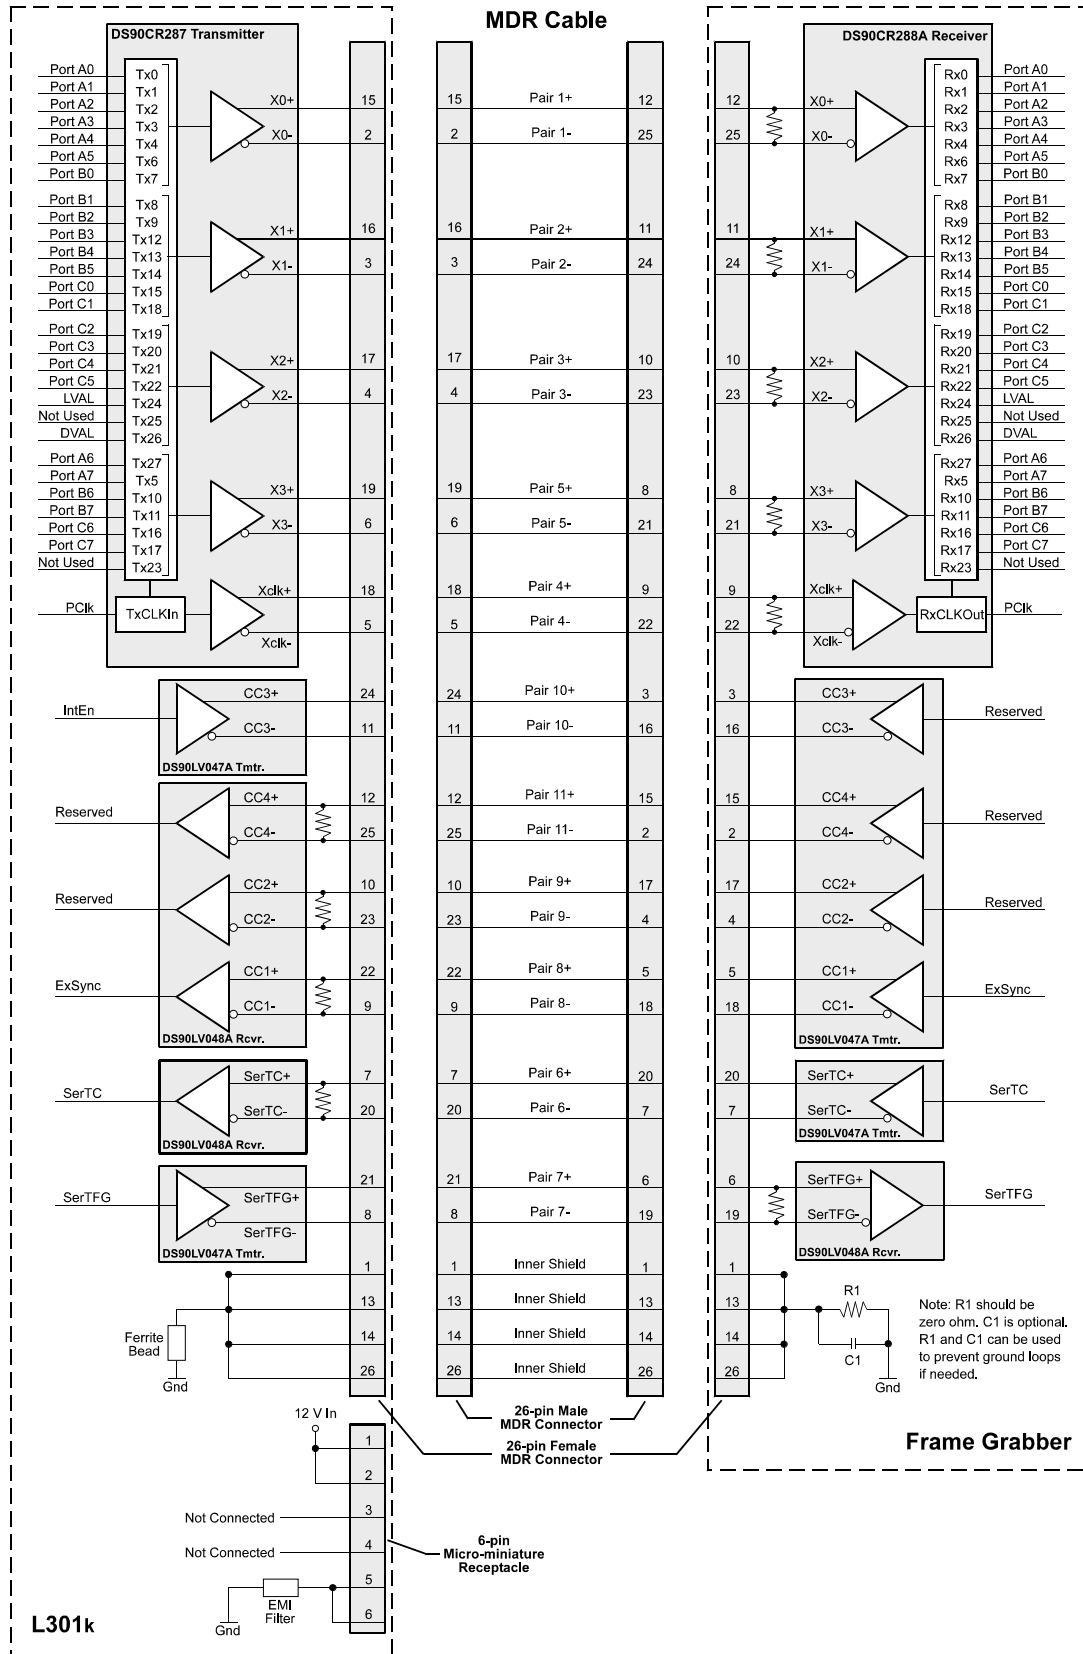 MDR Cable
DS90CR287 Transmitter
Port A0
Port A1
Port A2
Port A3
Port A4
Port A5
Port B0
Tx0
Tx1
Tx2
Tx3
Tx4
Tx6
Tx7
X0+
X0-
15
2
Port B1
Port B2
Port B3
Port B4
Port B5
Port C0
Port C1
Tx8
Tx9
Tx12
Tx13
Tx14
Tx15
Tx18
X1+
X1-
16
3
Port C2
Port C3
Port C4
Port C5
LVAL
Not Used
DVAL
Tx19
Tx20
Tx21
Tx22
Tx24
Tx25
Tx26
X2+
X2-
17
4
Port A6
Port A7
Port B6
Port B7
Port C6
Port C7
Not Used
Tx27
Tx5
Tx10
Tx11
Tx16
Tx17
Tx23
X3+
X3-
19
6
PClk
TxCLKIn
Xclk+
Xclk-
18
5
IntEn
CC3+
CC3-
24
11
DS90LV047A Tmtr.
Reserved
CC4+
CC4-
12
25
Reserved
CC2+
CC2-
10
23
ExSync
CC1+
CC1-
22
9
DS90LV048A Rcvr.
SerTC
SerTC+
SerTC-
7
20
DS90LV048A Rcvr.
SerTFG
SerTFG+
SerTFG-
21
8
DS90LV047A Tmtr.
1
13
14
26
Ferrite
Bead
Gnd
12 V In
1
2
3
4
5
6
Not Connected
Not Connected
EMI
Filter
Gnd
L301k
15 Pair 1+ 12
2 Pair 1- 25
16 Pair 2+ 11
3 Pair 2- 24
17 Pair 3+ 10
4 Pair 3- 23
19 Pair 5+ 8
6 Pair 5- 21
18 Pair 4+ 9
5 Pair 4- 22
24 Pair 10+ 3
11 Pair 10- 16
12 Pair 11+ 15
25 Pair 11- 2
10 Pair 9+ 17
23 Pair 9- 4
22 Pair 8+ 5
9 Pair 8- 18
7 Pair 6+ 20
20 Pair 6- 7
21 Pair 7+ 6
8 Pair 7- 19
1 Inner Shield 1
13 Inner Shield 13
14 Inner Shield 14
26 Inner Shield 26
26-pin Male
MDR Connector
26-pin Female
MDR Connector
6-pin
Micro-miniature
Receptacle
DS90CR288A Receiver
12
25
X0+
X0-
Rx0
Rx1
Rx2
Rx3
Rx4
Rx6
Rx7
Port A0
Port A1
Port A2
Port A3
Port A4
Port A5
Port B0
11
24
X1+
X1-
Rx8
Rx9
Rx12
Rx13
Rx14
Rx15
Rx18
Port B1
Port B2
Port B3
Port B4
Port B5
Port C0
Port C1
10
23
X2+
X2-
Rx19
Rx20
Rx21
Rx22
Rx24
Rx25
Rx26
Port C2
Port C3
Port C4
Port C5
LVAL
Not Used
DVAL
8
21
X3+
X3-
Rx27
Rx5
Rx10
Rx11
Rx16
Rx17
Rx23
Port A6
Port A7
Port B6
Port B7
Port C6
Port C7
Not Used
9
22
Xclk+
Xclk-
RxCLKOut
PClk
3
16
CC3+
CC3-
Reserved
15
2
CC4+
CC4-
Reserved
17
4
CC2+
CC2-
Reserved
5
18
CC1+
CC1-
ExSync
DS90LV047A Tmtr.
20
7
SerTC+
SerTC-
SerTC
DS90LV047A Tmtr.
6
19
SerTFG+
SerTFG-
SerTFG
DS90LV048A Rcvr.
1
13
14
26
R1
C1
Gnd
Note: R1 should be
zero ohm. C1 is optional.
R1 and C1 can be used
to prevent ground loops
if needed.
Frame Grabber